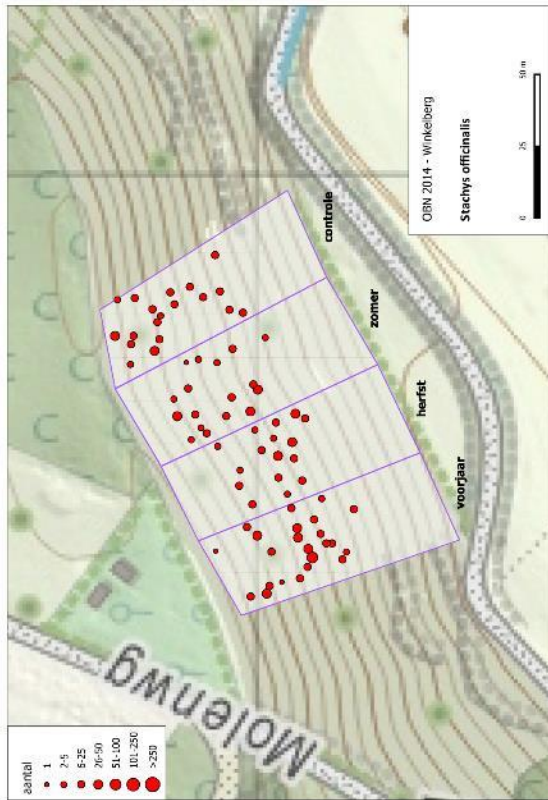 aantal
1
2-5
6-25
26-50
51-100
101-250
>250
Molenwg
voorjaar
herfst
zomer
controle
OBN 2014 - Winkelberg
Stachys officinalis
0 25 50 m